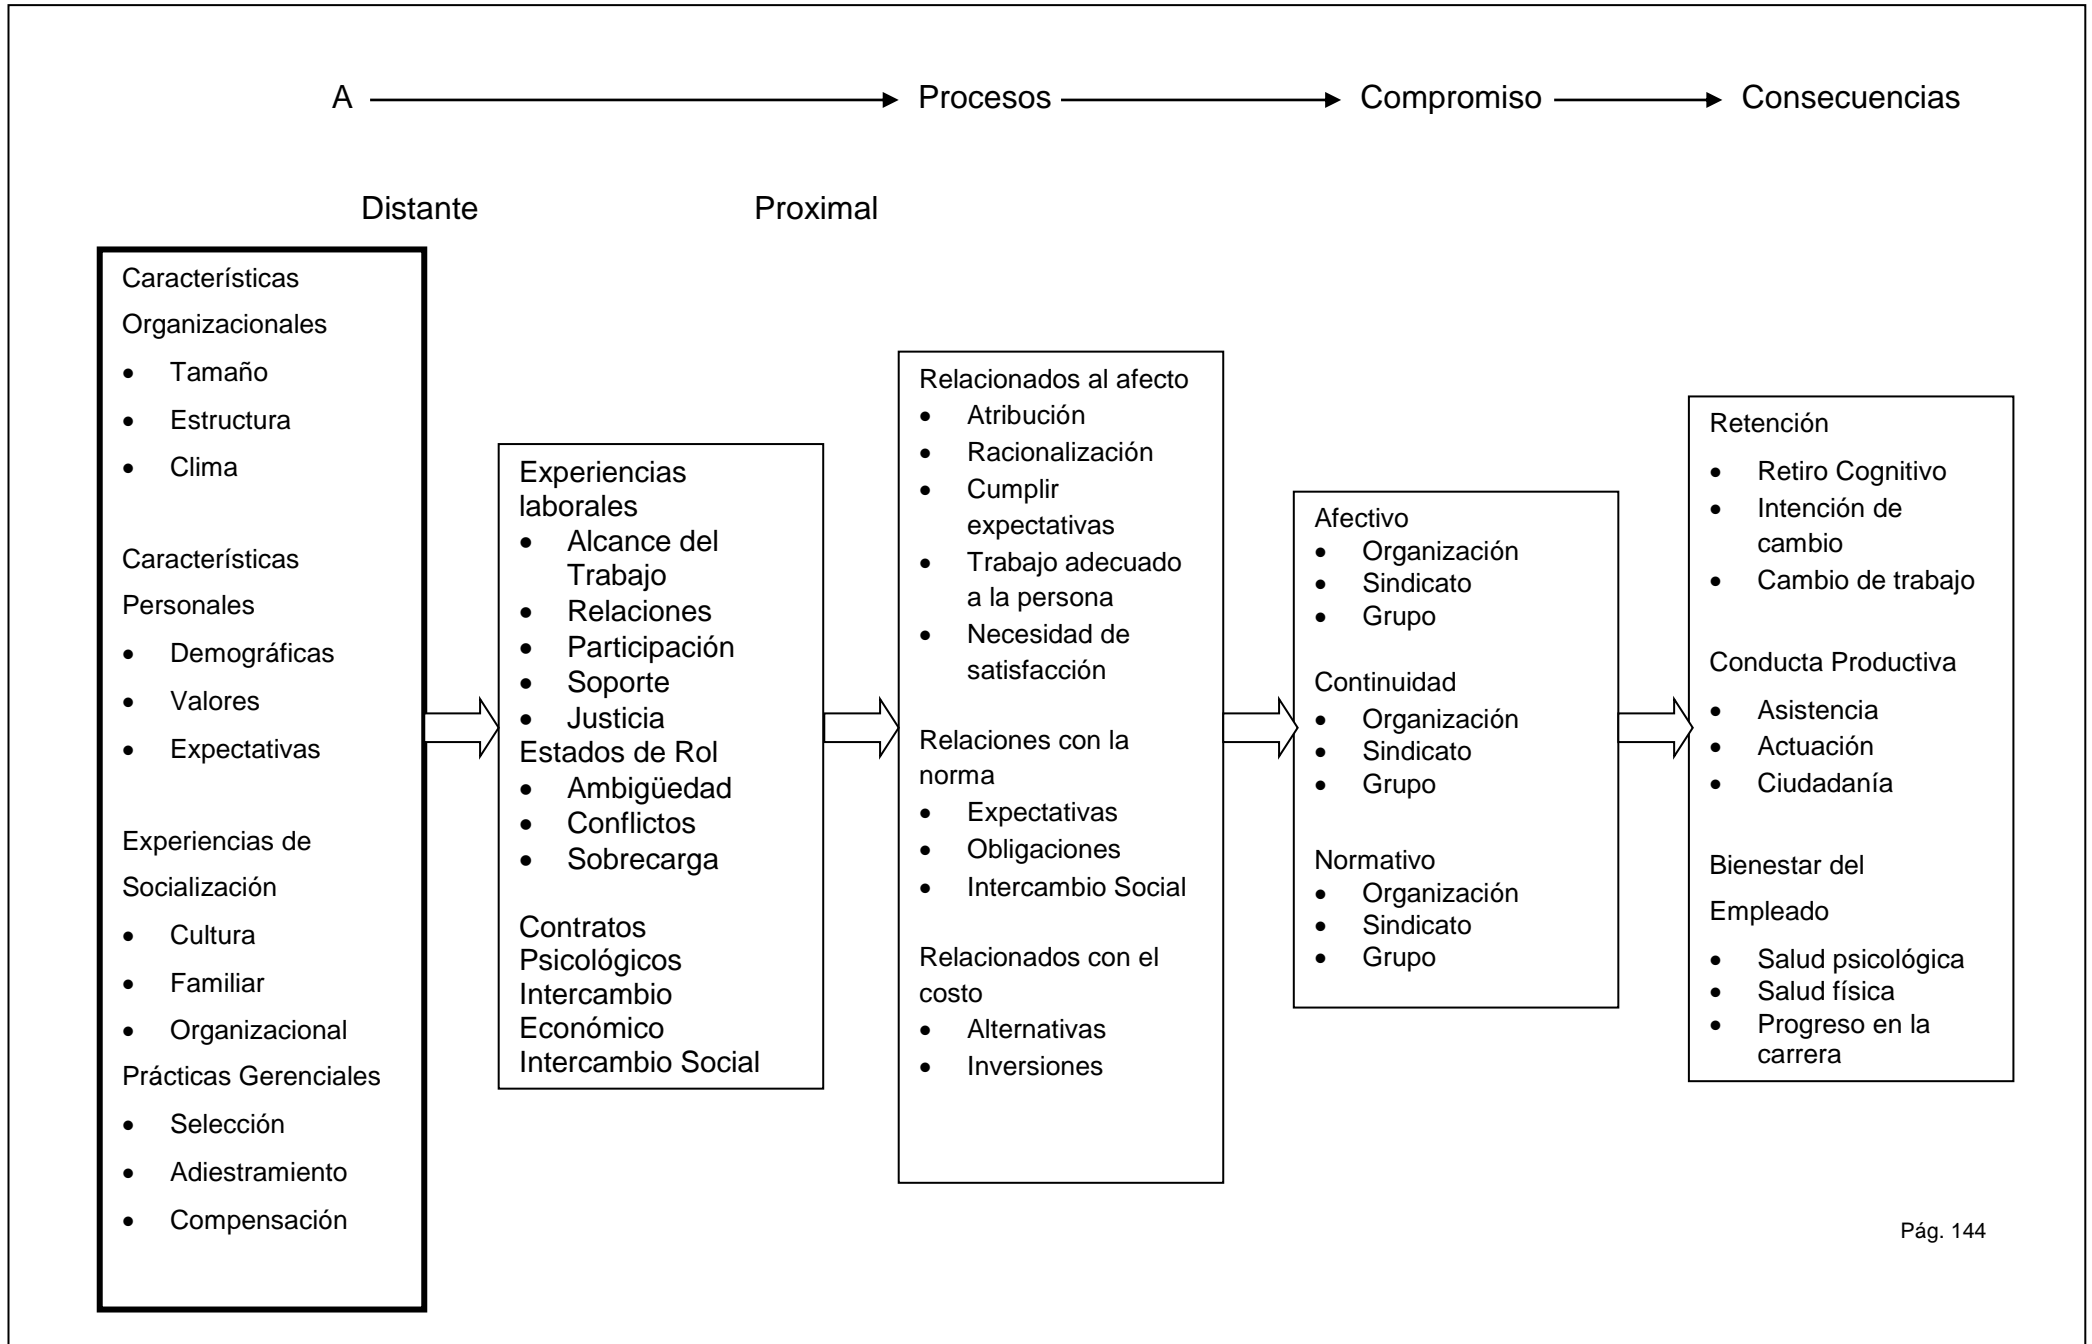 A
Procesos
Compromiso
Consecuencias
Distante
Proximal
Características
Organizacionales
• Tamaño
• Estructura
• Clima
Características
Personales
• Demográficas
• Valores
• Expectativas
Experiencias de
Socialización
• Cultura
• Familiar
• Organizacional
Prácticas Gerenciales
• Selección
• Adiestramiento
• Compensación
Experiencias
laborales
• Alcance del
Trabajo
• Relaciones
• Participación
• Soporte
• Justicia
Estados de Rol
• Ambigüedad
• Conflictos
• Sobrecarga
Contratos
Psicológicos
Intercambio
Económico
Intercambio Social
Relacionados al afecto
• Atribución
• Racionalización
• Cumplir
expectativas
• Trabajo adecuado
a la persona
• Necesidad de
satisfacción
Relaciones con la
norma
• Expectativas
• Obligaciones
• Intercambio Social
Relacionados con el
costo
• Alternativas
• Inversiones
Afectivo
• Organización
• Sindicato
• Grupo
Continuidad
• Organización
• Sindicato
• Grupo
Normativo
• Organización
• Sindicato
• Grupo
Retención
• Retiro Cognitivo
• Intención de
cambio
• Cambio de trabajo
Conducta Productiva
• Asistencia
• Actuación
• Ciudadanía
Bienestar del
Empleado
• Salud psicológica
• Salud física
• Progreso en la
carrera
Pág. 144